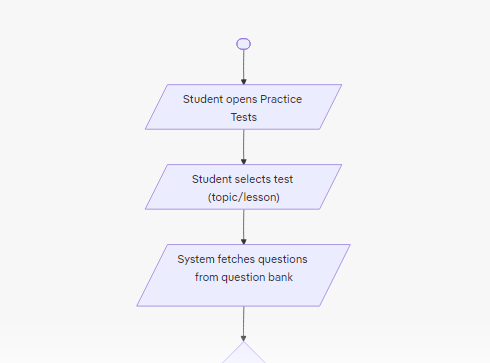 Student opens Practice
Tests
Student selects test
(topic/lesson)
System fetches questions
from question bank